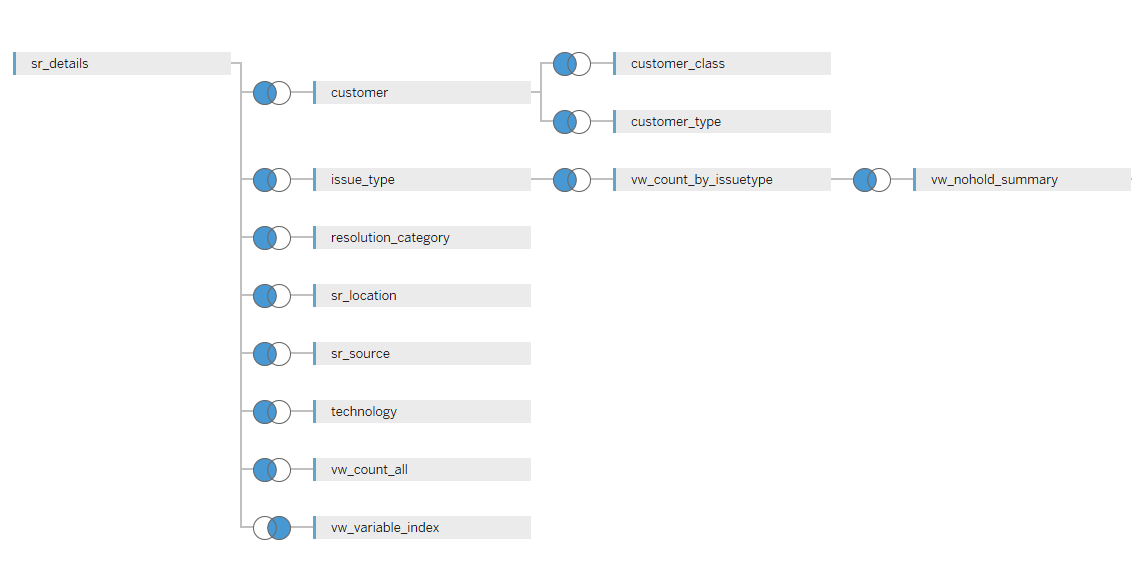 sr_details
customer_class
customer
customer_type
issue_type
vw_count_by_issuetype
vw_nohold_summary
resolution_category
sr_location
sr_source
technology
vw_count_all
vw_variable_index